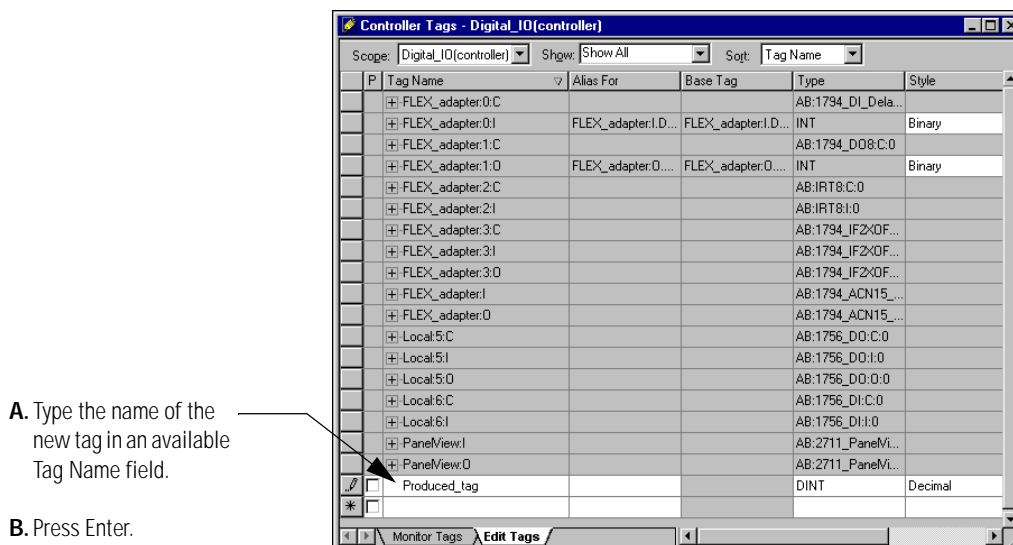 Controller Tags - Digital_IO(controller)
Scope: Digital_IO(controller) Show: Show All Sort: Tag Name
P Tag Name Alias For Base Tag Type Style
FLEX_adapter:0:C AB:1794_DI_Dela...
FLEX_adapter:0:I FLEX_adapter:I.D... FLEX_adapter:I.D... INT Binary
FLEX_adapter:1:C AB:1794_DO8:C:0
FLEX_adapter:1:O FLEX_adapter:O.... FLEX_adapter:O.... INT Binary
FLEX_adapter:2:C AB:IRT8:C:0
FLEX_adapter:2:I AB:IRT8:I:0
FLEX_adapter:3:C AB:1794_IF2XOF...
FLEX_adapter:3:I AB:1794_IF2XOF...
FLEX_adapter:3:O AB:1794_IF2XOF...
FLEX_adapter:I AB:1794_ACN15_...
FLEX_adapter:O AB:1794_ACN15_...
Local:5:C AB:1756_DO:C:0
Local:5:I AB:1756_DO:I:0
Local:5:O AB:1756_DO:O:0
Local:6:C AB:1756_DI:C:0
Local:6:I AB:1756_DI:I:0
PanelView:I AB:2711_PanelVi...
PanelView:O AB:2711_PanelVi...
Produced_tag DINT Decimal
Monitor Tags Edit Tags
A. Type the name of the
new tag in an available
Tag Name field.
B. Press Enter.